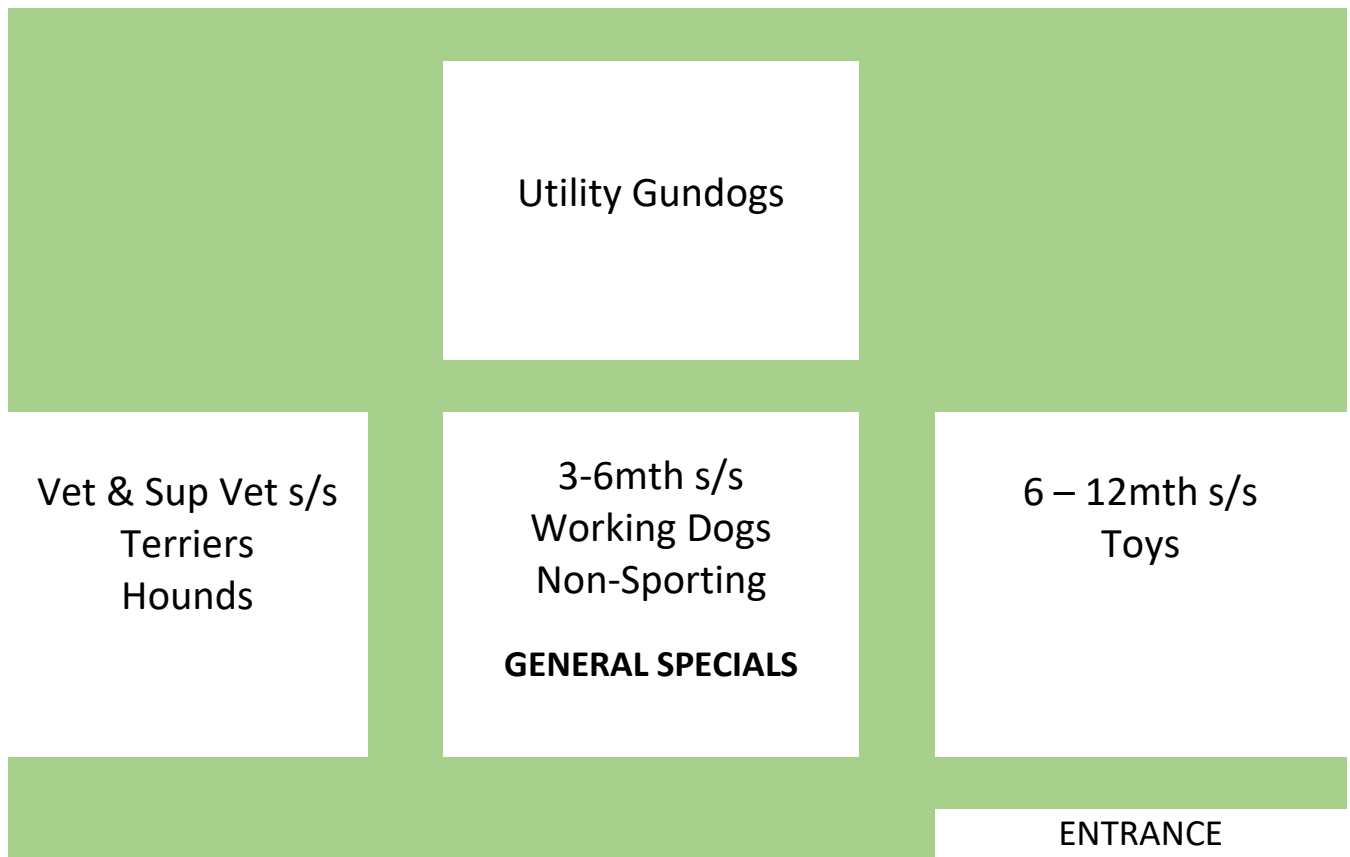 Utility Gundogs
Vet & Sup Vet s/s
Terriers
Hounds
3-6mth s/s
Working Dogs
Non-Sporting
GENERAL SPECIALS
6 – 12mth s/s
Toys
ENTRANCE